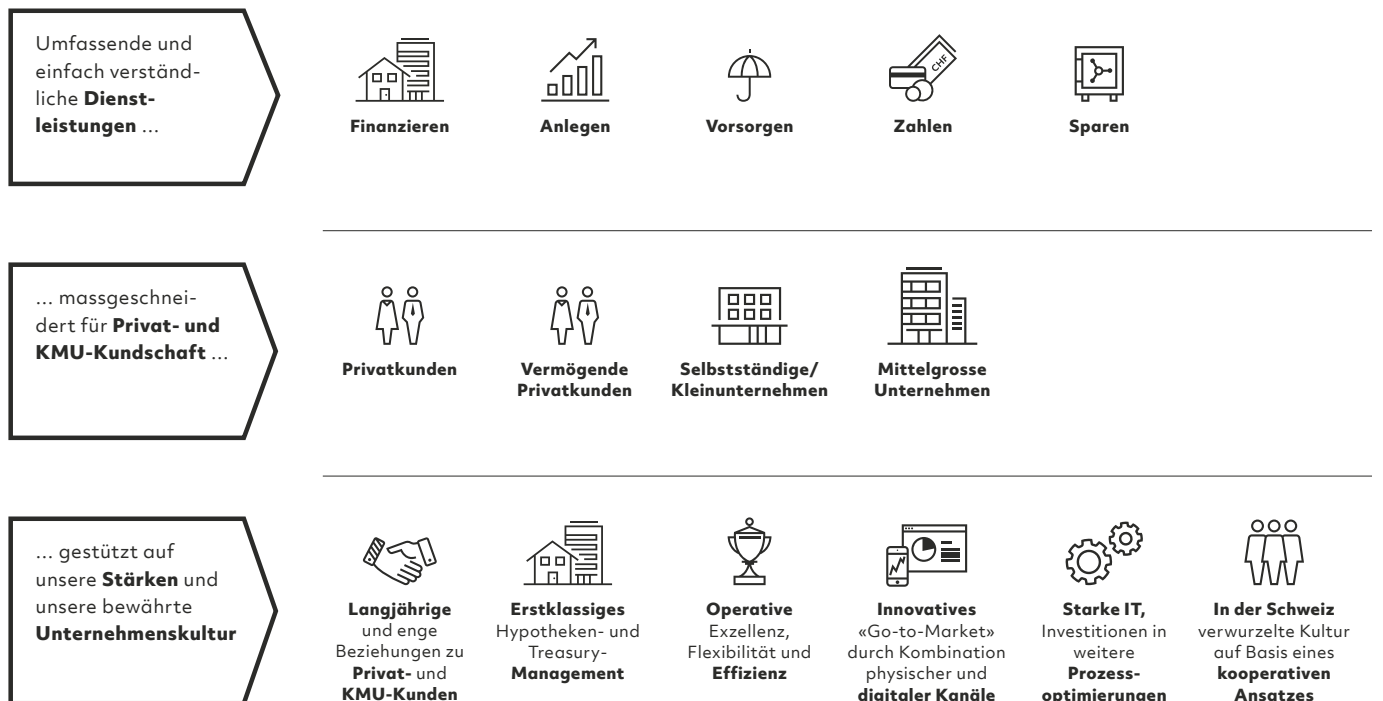 Umfassende und
einfach verständ-
liche Dienst-
leistungen ...
CHF
Finanzieren
Anlegen
Vorsorgen
Zahlen
Sparen
... massgeschnei-
dert für Privat- und
KMU-Kundschaft ...
Privatkunden
Vermögende
Privatkunden
Selbstständige/
Kleinunternehmen
Mittelgrosse
Unternehmen
... gestützt auf
unsere Stärken und
unsere bewährte
Unternehmenskultur
Langjährige
und enge
Beziehungen zu
Privat- und
KMU-Kunden
Erstklassiges
Hypotheken- und
Treasury-
Management
Operative
Exzellenz,
Flexibilität und
Effizienz
Innovatives
«Go-to-Market»
durch Kombination
physischer und
digitaler Kanäle
Starke IT,
Investitionen in
weitere
Prozess-
optimierungen
In der Schweiz
verwurzelte Kultur
auf Basis eines
kooperativen
Ansatzes